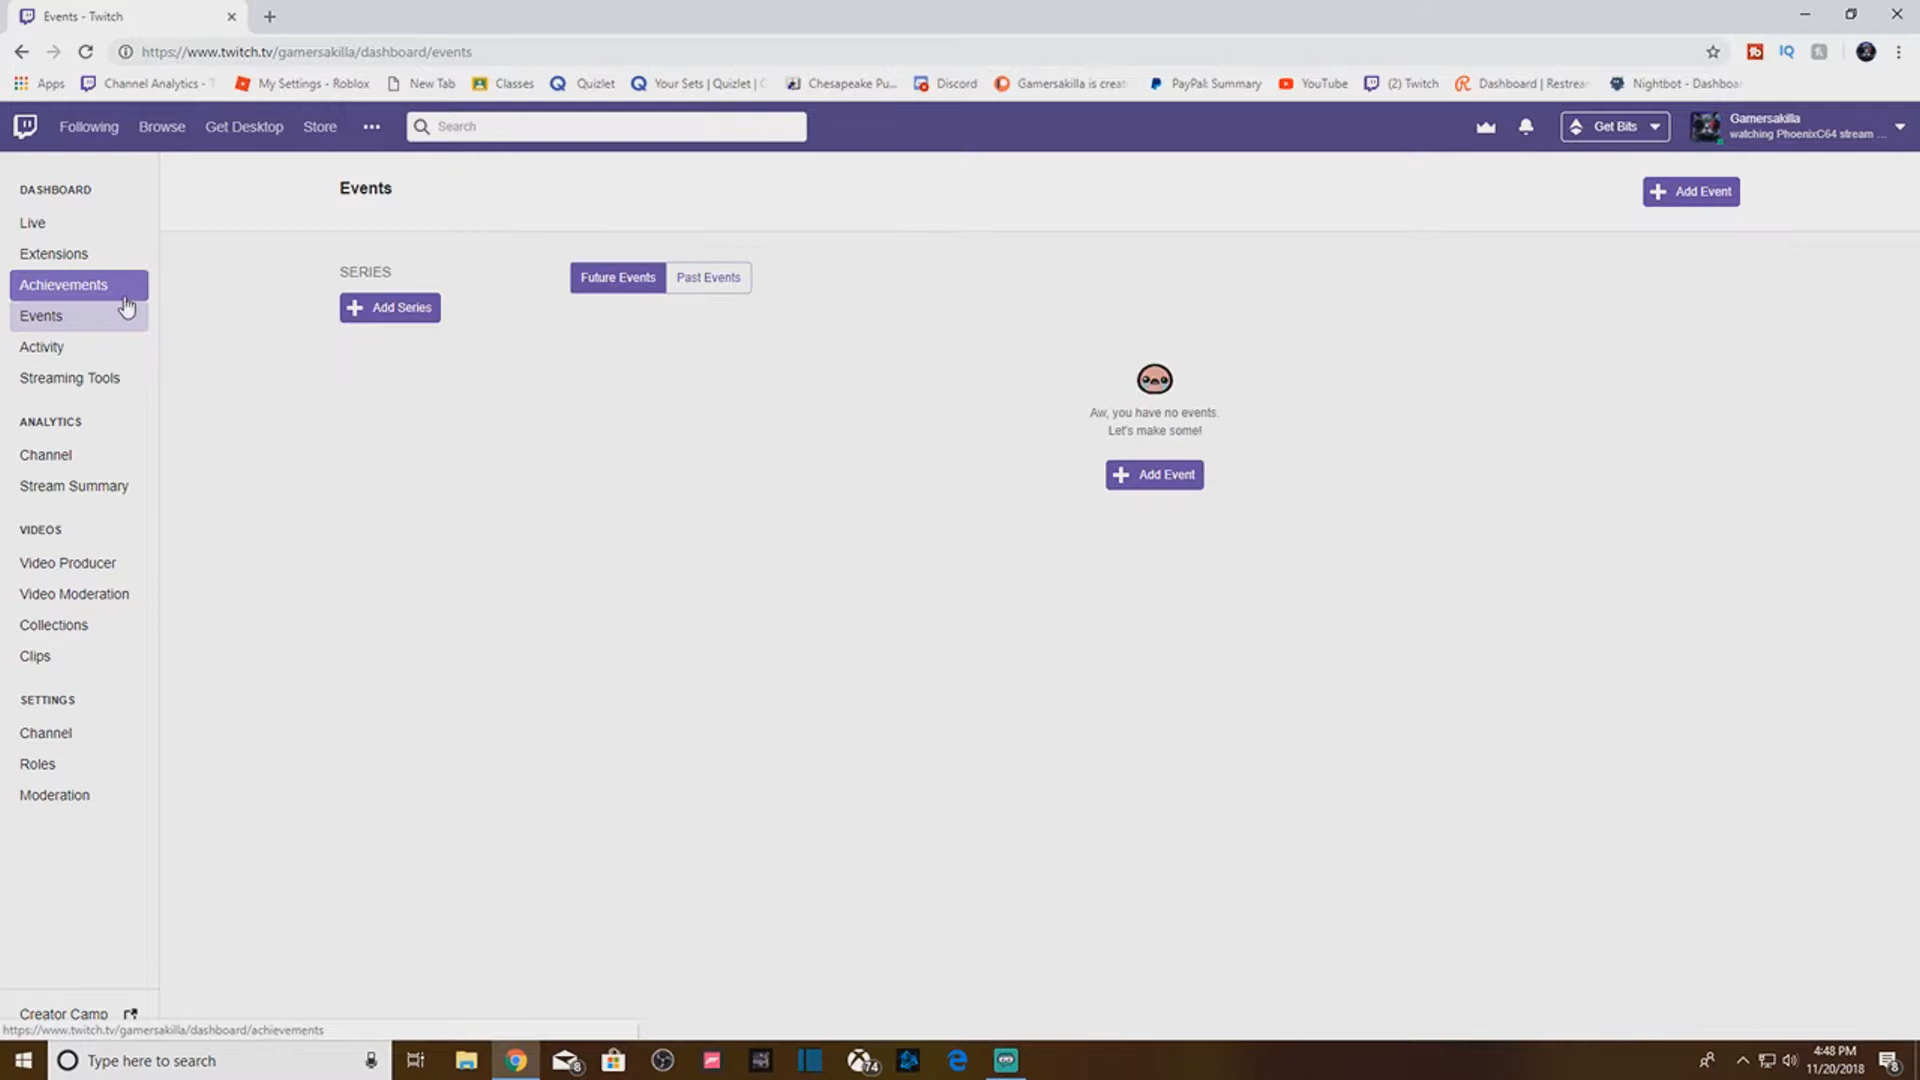 Events - Twitch
https://www.twitch.tv/gamersakilla/dashboard/events
Apps Channel Analytics - T My Settings - Roblox New Tab Classes Quizlet Your Sets | Quizlet | Chesapeake Pu... Discord Gamersakilla is creat PayPal: Summary YouTube (2) Twitch Dashboard | Restrea Nightbot - Dashboa
Following Browse Get Desktop Store ... Search Get Bits Gamersakilla
watching PhoenixC64 stream ...
DASHBOARD
Events
Add Event
Live
Extensions
Achievements
Events
Activity
Streaming Tools
SERIES
Add Series
Future Events Past Events
Aw, you have no events.
Let's make some!
Add Event
ANALYTICS
Channel
Stream Summary
VIDEOS
Video Producer
Video Moderation
Collections
Clips
SETTINGS
Channel
Roles
Moderation
Creator Camp
https://www.twitch.tv/gamersakilla/dashboard/achievements
Type here to search
8
74
4:48 PM
11/20/2018
8